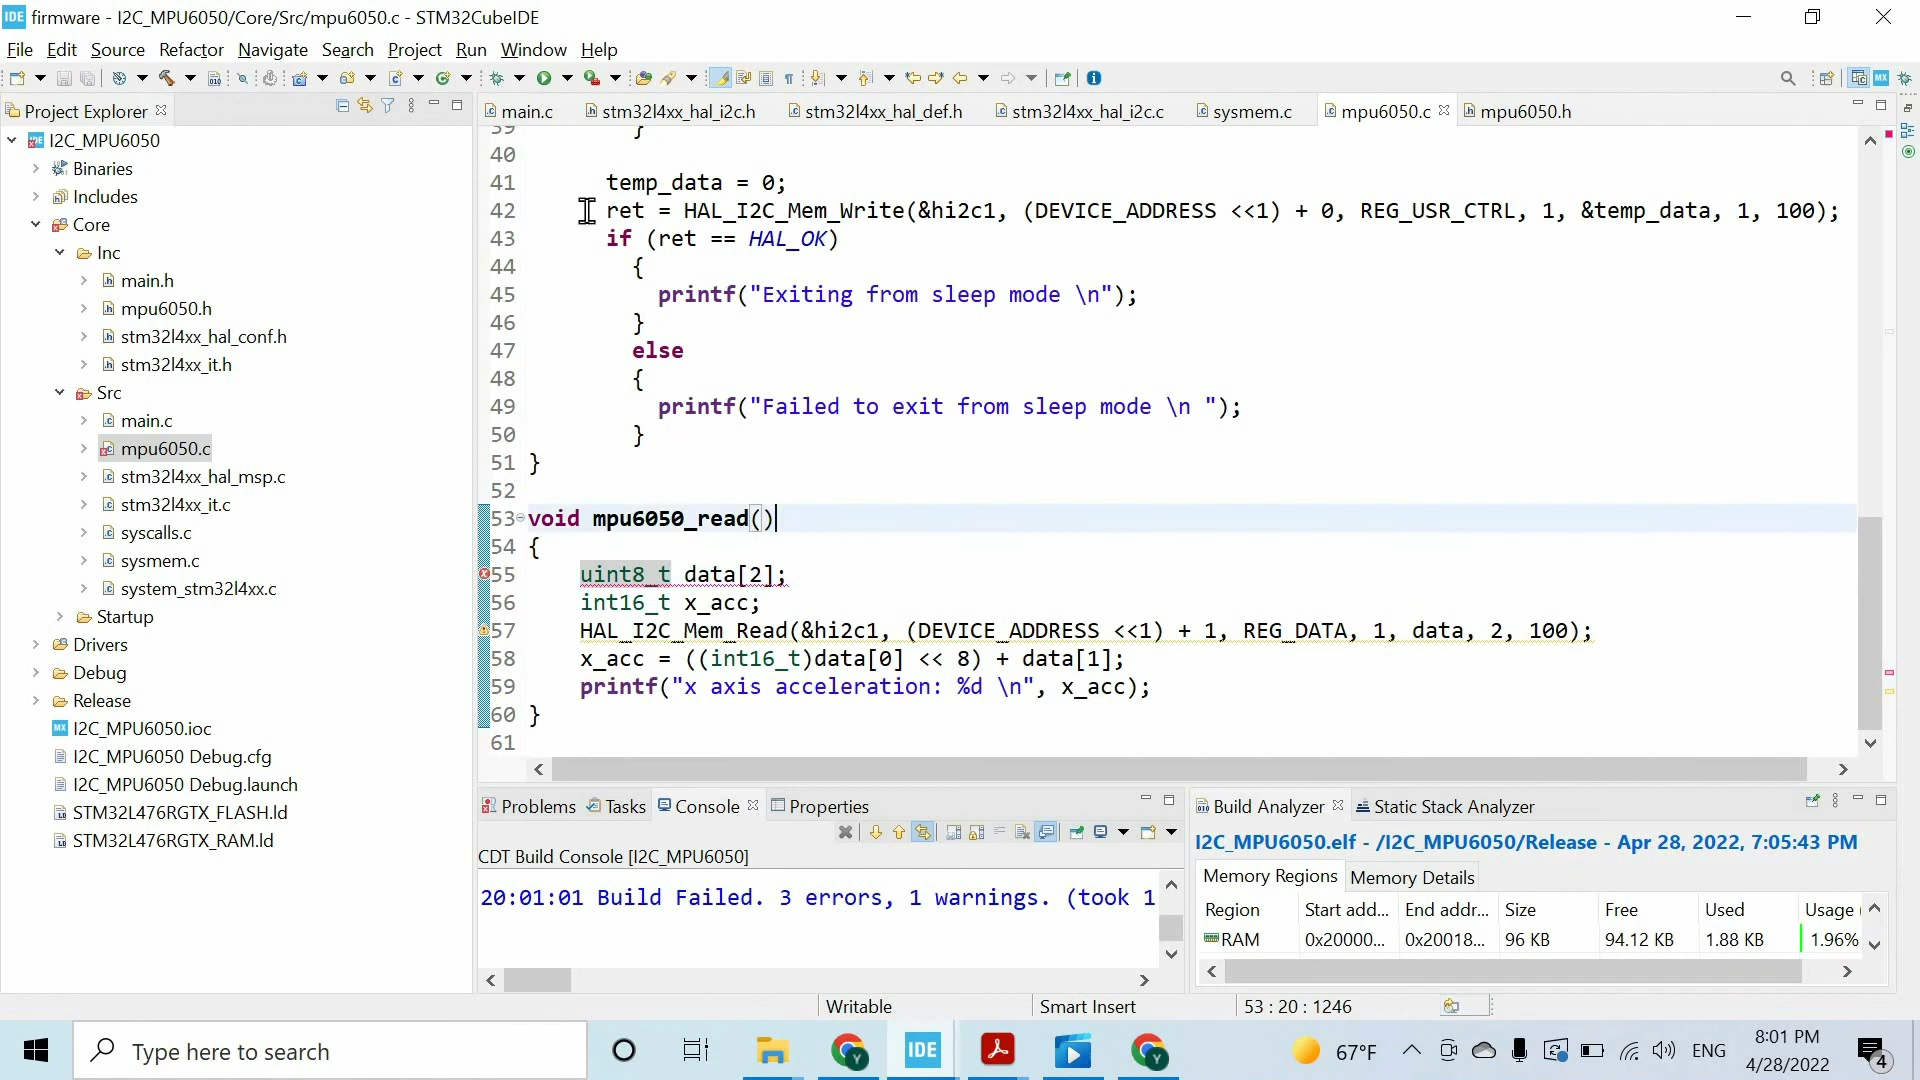 IDE firmware - I2C_MPU6050/Core/Src/mpu6050.c - STM32CubeIDE
File Edit Source Refactor Navigate Search Project Run Window Help
Project Explorer
I2C_MPU6050
Binaries
Includes
Core
Inc
main.h
mpu6050.h
stm32l4xx_hal_conf.h
stm32l4xx_it.h
Src
main.c
mpu6050.c
stm32l4xx_hal_msp.c
stm32l4xx_it.c
syscalls.c
sysmem.c
system_stm32l4xx.c
Startup
Drivers
Debug
Release
I2C_MPU6050.ioc
I2C_MPU6050 Debug.cfg
I2C_MPU6050 Debug.launch
STM32L476RGTX_FLASH.ld
STM32L476RGTX_RAM.ld
main.c stm32l4xx_hal_i2c.h stm32l4xx_hal_def.h stm32l4xx_hal_i2c.c sysmem.c mpu6050.c mpu6050.h
39 }
40
41 temp_data = 0;
42 ret = HAL_I2C_Mem_Write(&hi2c1, (DEVICE_ADDRESS <<1) + 0, REG_USR_CTRL, 1, &temp_data, 1, 100);
43 if (ret == HAL_OK)
44 {
45 printf("Exiting from sleep mode \n");
46 }
47 else
48 {
49 printf("Failed to exit from sleep mode \n ");
50 }
51 }
52
53 void mpu6050_read()
54 {
55 uint8_t data[2];
56 int16_t x_acc;
57 HAL_I2C_Mem_Read(&hi2c1, (DEVICE_ADDRESS <<1) + 1, REG_DATA, 1, data, 2, 100);
58 x_acc = ((int16_t)data[0] << 8) + data[1];
59 printf("x axis acceleration: %d \n", x_acc);
60 }
61
Problems Tasks Console Properties
CDT Build Console [I2C_MPU6050]
20:01:01 Build Failed. 3 errors, 1 warnings. (took 1
Build Analyzer Static Stack Analyzer
I2C_MPU6050.elf - /I2C_MPU6050/Release - Apr 28, 2022, 7:05:43 PM
Memory Regions Memory Details
Region Start add... End addr... Size Free Used Usage (
RAM 0x20000... 0x20018... 96 KB 94.12 KB 1.88 KB 1.96%
Writable Smart Insert 53 : 20 : 1246
Type here to search
IDE
67°F
ENG
8:01 PM
4/28/2022
4